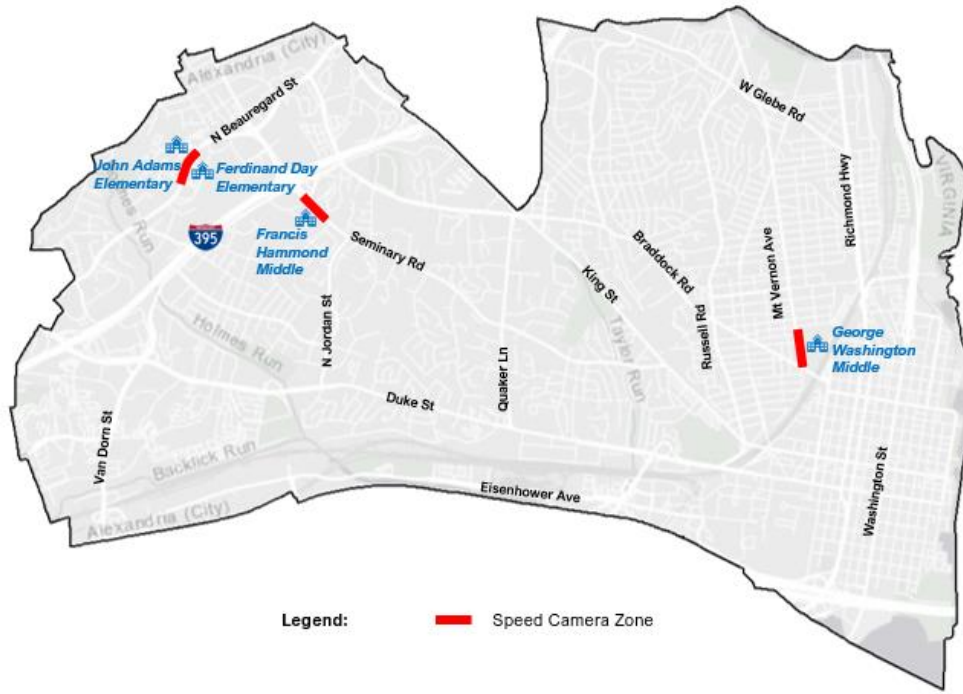 Alexandria (City)
W Glebe Rd
N Beauregard St
John Adams
Elementary
Ferdinand Day
Elementary
Holmes Run
VIRGINIA
Richmond Hwy
395
Francis
Hammond
Middle
Seminary Rd
Braddock Rd
Mt Vernon Ave
King St
Russell Rd
Taylor Run
Holmes Run
N Jordan St
George
Washington
Middle
Quaker Ln
Duke St
Van Dorn St
Backlick Run
Washington St
Eisenhower Ave
Alexandria (City)
Legend:
Speed Camera Zone